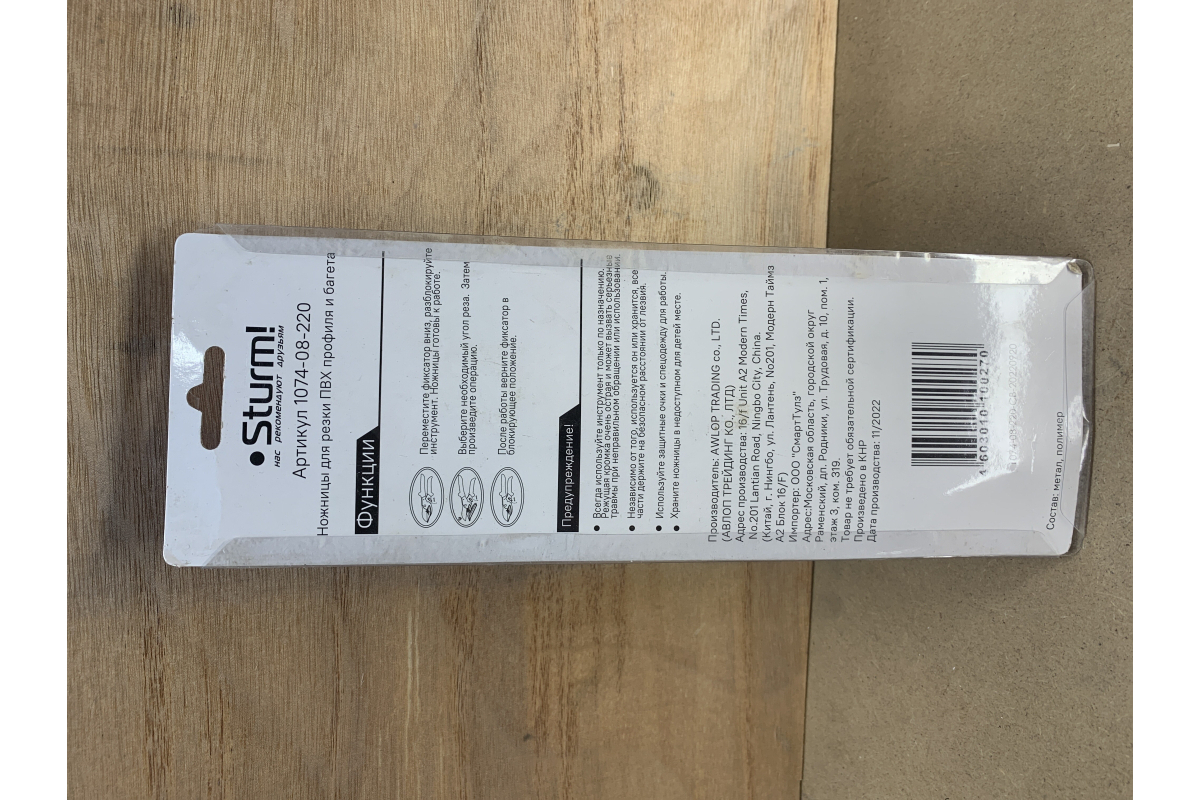 Sturm!
нас рекомендуют друзьям
Артикул 1074-08-220
Ножницы для резки ПВХ профиля и багета
Функции
Переместите фиксатор вниз, разблокируйте
инструмент. Ножницы готовы к работе.
Выберите необходимый угол реза. Затем
произведите операцию.
После работы верните фиксатор в
блокирующее положение.
Предупреждение!
• Всегда используйте инструмент только по назначению.
Режущая кромка очень острая и может вызвать серьезные
травмы при неправильном обращении или использовании.
• Независимо от того, используется он или хранится, все
части держите на безопасном расстоянии от лезвия.
• Используйте защитные очки и спецодежду для работы.
• Храните ножницы в недоступном для детей месте.
Производитель: AWLOP TRADING co., LTD.
(АВЛОП ТРЕЙДИНГ КО., ЛТД)
Адрес производства: 16/f Unit A2 Modern Times,
No.201 Lantian Road, Ningbo City, China.
(Китай, г. Нингбо, ул. Лантень, No201, Модерн Таймз
А2 Блок 16/F)
Импортер: ООО "СмартТулз"
Адрес:Московская область, городской округ
Раменский, дп. Родники, ул. Трудовая, д. 10, пом. 1,
этаж 3, ком. 319.
Товар не требует обязательной сертификации.
Произведено в КНР
Дата производства: 11/2022
4 603010 100270
Состав: метал, полимер